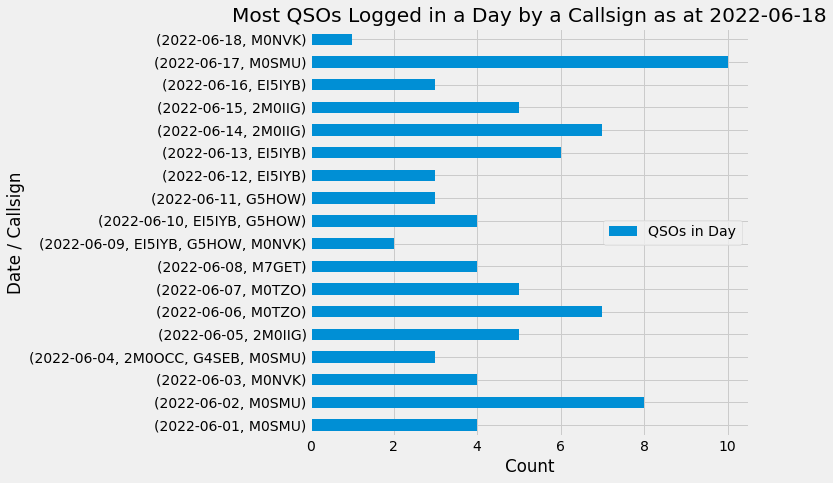 Most QSOs Logged in a Day by a Callsign as at 2022-06-18
(2022-06-18, M0NVK)
(2022-06-17, M0SMU)
(2022-06-16, EI5IYB)
(2022-06-15, 2M0IIG)
(2022-06-14, 2M0IIG)
(2022-06-13, EI5IYB)
(2022-06-12, EI5IYB)
(2022-06-11, G5HOW)
(2022-06-10, EI5IYB, G5HOW)
(2022-06-09, EI5IYB, G5HOW, M0NVK)
(2022-06-08, M7GET)
(2022-06-07, M0TZO)
(2022-06-06, M0TZO)
(2022-06-05, 2M0IIG)
(2022-06-04, 2M0OCC, G4SEB, M0SMU)
(2022-06-03, M0NVK)
(2022-06-02, M0SMU)
(2022-06-01, M0SMU)
Date / Callsign
QSOs in Day
0 2 4 6 8 10
Count